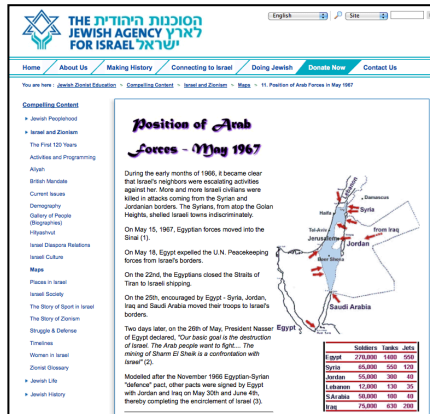 English
Site
THE הסוכנות היהודית
JEWISH AGENCY לארץ
FOR ISRAEL ישראל
Home About Us Making History Connecting to Israel Doing Jewish Donate Now Contact Us
You are here : Jewish Zionist Education ~ Compelling Content ~ Israel and Zionism ~ Maps ~ 11. Position of Arab Forces in May 1967
Compelling Content
Jewish Peoplehood
Israel and Zionism
The First 120 Years
Activities and Programming
Aliyah
British Mandate
Current Issues
Demography
Gallery of People
(Biographies)
Hityashvut
Israel Diaspora Relations
Israeli Culture
Maps
Places in Israel
Israeli Society
The Story of Sport in Israel
The Story of Zionism
Struggle & Defense
Timelines
Women in Israel
Zionist Glossary
Jewish Life
Jewish History
Position of Arab
Forces - May 1967
During the early months of 1966, it became clear
that Israel's neighbors were escalating activities
against her. More and more Israeli civilians were
killed in attacks coming from the Syrian and
Jordanian borders. The Syrians, from atop the Golan
Heights, shelled Israeli towns indiscriminately.
On May 15, 1967, Egyptian forces moved into the
Sinai (1).
On May 18, Egypt expelled the U.N. Peacekeeping
forces from Israel's borders.
On the 22nd, the Egyptians closed the Straits of
Tiran to Israeli shipping.
On the 25th, encouraged by Egypt - Syria, Jordan,
Iraq and Saudi Arabia moved their troops to Israel's
borders.
Two days later, on the 26th of May, President Nasser
of Egypt declared, "Our basic goal is the destruction
of Israel. The Arab people want to fight.... The
mining of Sharm El Sheik is a confrontation with
Israel" (2).
Modelled after the November 1966 Egyptian-Syrian
"defence" pact, other pacts were signed by Egypt
with Jordan and Iraq on May 30th and June 4th,
thereby completing the encirclement of Israel (3).
Lebanon
Damascus
Syria
Haifa
Tel-Aviv
from Iraq
Jerusalem
Jordan
Beer Sheva
Saudi Arabia
Egypt
Soldiers Tanks Jets
Egypt 270,000 1400 550
Syria 65,000 550 120
Jordan 55,000 300 40
Lebanon 12,000 130 35
S.Arabia 50,000 100 40
Iraq 75,000 630 200